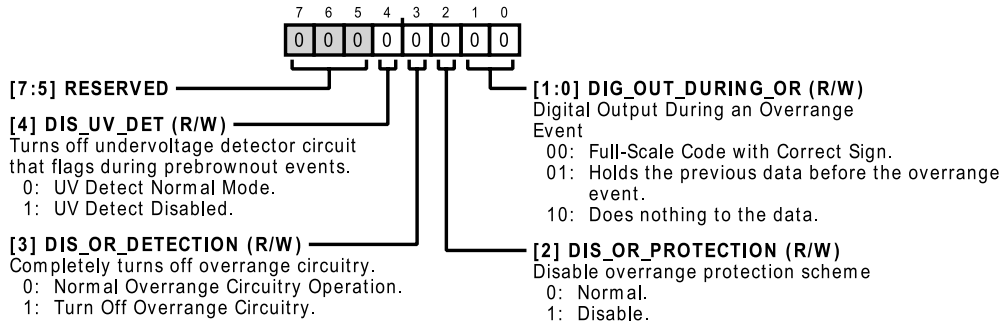 7 6 5 4 3 2 1 0
0 0 0 0 0 0 0 0
[7:5] RESERVED
[4] DIS_UV_DET (R/W)
Turns off undervoltage detector circuit
that flags during prebrownout events.
0: UV Detect Normal Mode.
1: UV Detect Disabled.
[3] DIS_OR_DETECTION (R/W)
Completely turns off overrange circuitry.
0: Normal Overrange Circuitry Operation.
1: Turn Off Overrange Circuitry.
[1:0] DIG_OUT_DURING_OR (R/W)
Digital Output During an Overrange
Event
00: Full-Scale Code with Correct Sign.
01: Holds the previous data before the overrange
event.
10: Does nothing to the data.
[2] DIS_OR_PROTECTION (R/W)
Disable overrange protection scheme
0: Normal.
1: Disable.